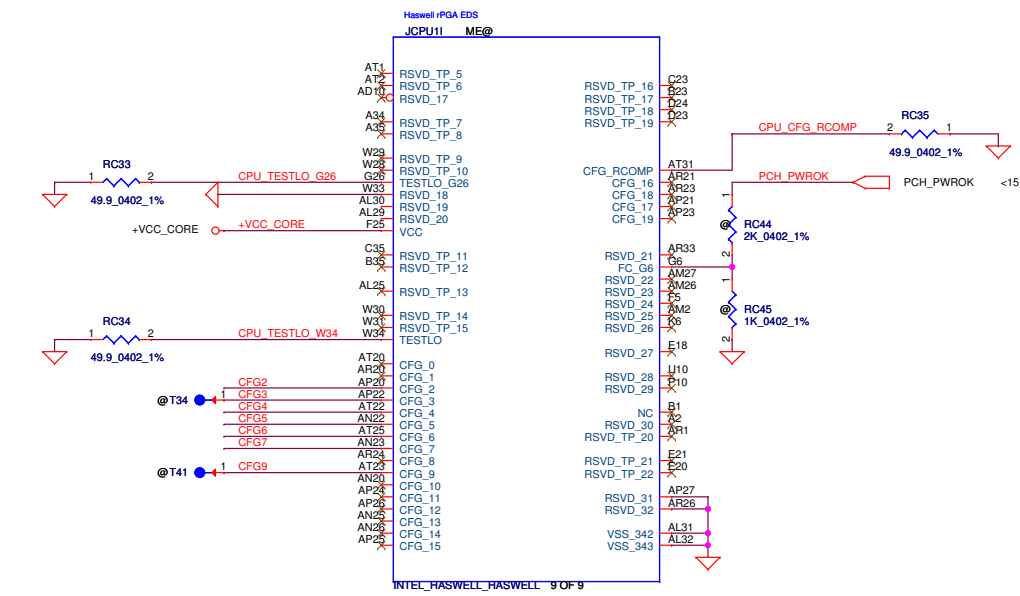 Haswell rPGA EDS
JCPU1I ME@
AT1 RSVD_TP_5
AT2 RSVD_TP_6
AD10 RSVD_17
A34 RSVD_TP_7
A35 RSVD_TP_8
W29 RSVD_TP_9
W28 RSVD_TP_10
RC33
1 2 CPU_TESTLO_G26 G26 TESTLO_G26
49.9_0402_1%
W33 RSVD_18
AL30 RSVD_19
AL29 RSVD_20
+VCC_CORE +VCC_CORE F25 VCC
C35 RSVD_TP_11
B35 RSVD_TP_12
AL25 RSVD_TP_13
W30 RSVD_TP_14
W31 RSVD_TP_15
RC34
1 2 CPU_TESTLO_W34 W34 TESTLO
49.9_0402_1%
AT20 CFG_0
AR20 CFG_1
CFG2 AP20 CFG_2
@T34 1 CFG3 AP22 CFG_3
CFG4 AT22 CFG_4
CFG5 AN22 CFG_5
CFG6 AT25 CFG_6
CFG7 AN23 CFG_7
AR24 CFG_8
@T41 1 CFG9 AT23 CFG_9
AN20 CFG_10
AP24 CFG_11
AP26 CFG_12
AN25 CFG_13
AN26 CFG_14
AP25 CFG_15
RSVD_TP_16 C23
RSVD_TP_17 B23
RSVD_TP_18 D24
RSVD_TP_19 D23
RC35
CPU_CFG_RCOMP 2 1
49.9_0402_1%
CFG_RCOMP AT31
CFG_16 AR21
CFG_18 AR23
CFG_17 AP21
CFG_19 AP23
PCH_PWROK PCH_PWROK <15
1
@ RC44
2K_0402_1%
2
RSVD_21 AR33
FC_G6 G6
RSVD_22 AM27
RSVD_23 AM26
RSVD_24 F5
RSVD_25 AM2
RSVD_26 K6
1
@ RC45
1K_0402_1%
2
RSVD_27 E18
RSVD_28 U10
RSVD_29 P10
NC B1
RSVD_30 A2
RSVD_TP_20 AR1
RSVD_TP_21 E21
RSVD_TP_22 E20
RSVD_31 AP27
RSVD_32 AR26
VSS_342 AL31
VSS_343 AL32
INTEL_HASWELL_HASWELL 9 OF 9